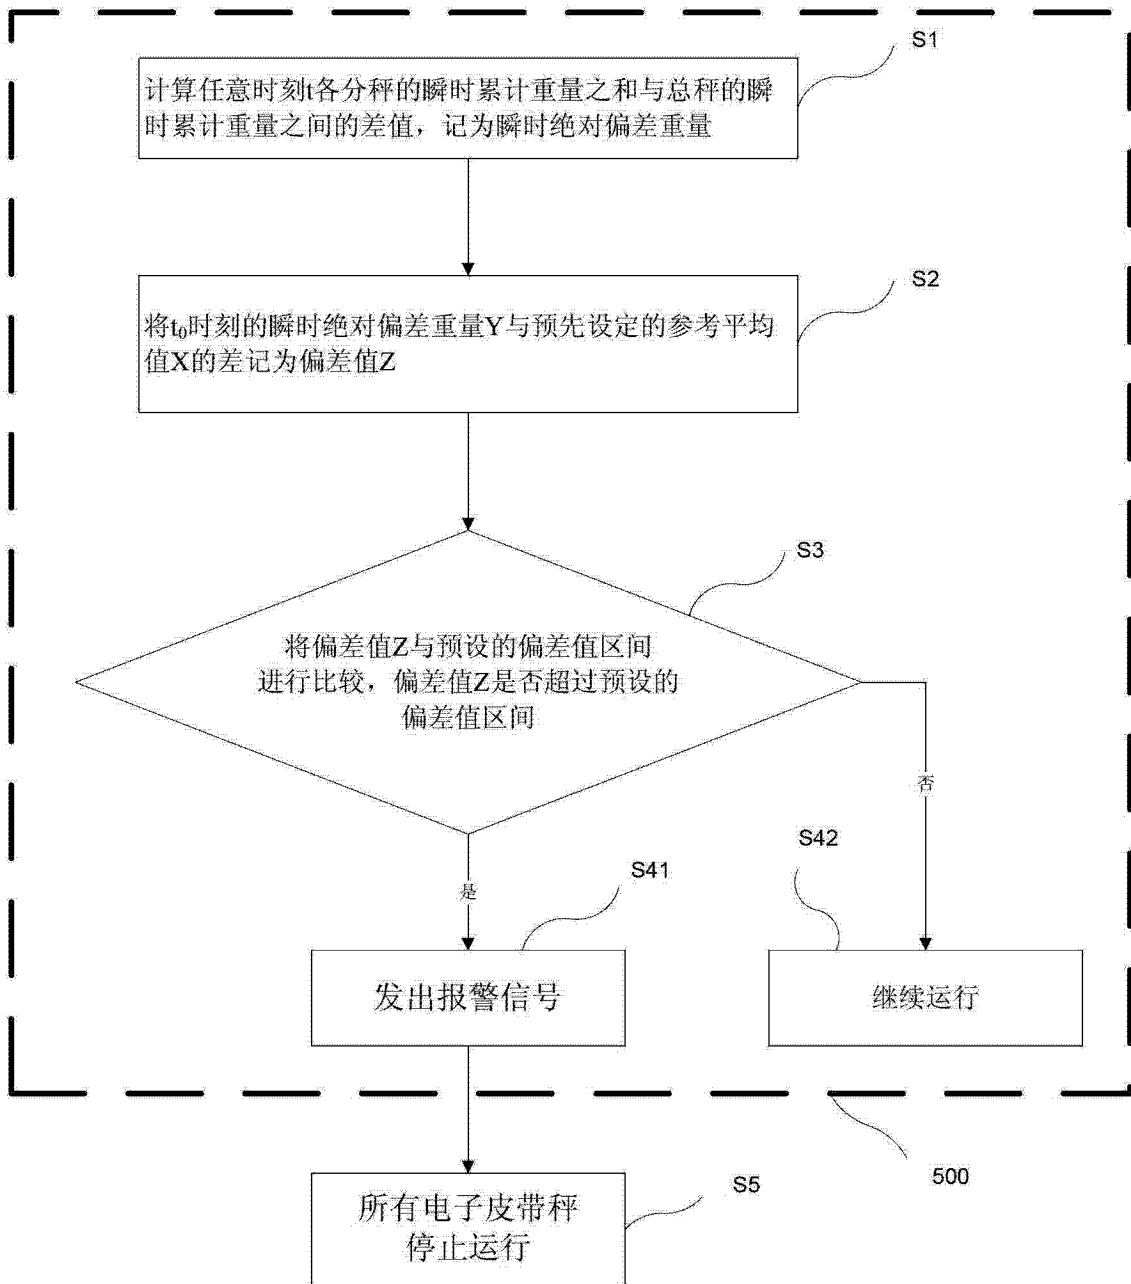 S1
计算任意时刻t各分秤的瞬时累计重量之和与总秤的瞬
时累计重量之间的差值，记为瞬时绝对偏差重量
S2
将t₀时刻的瞬时绝对偏差重量Y与预先设定的参考平均
值X的差记为偏差值Z
S3
将偏差值Z与预设的偏差值区间
进行比较，偏差值Z是否超过预设的
偏差值区间
否
S42
S41
是
发出报警信号
继续运行
500
S5
所有电子皮带秤
停止运行